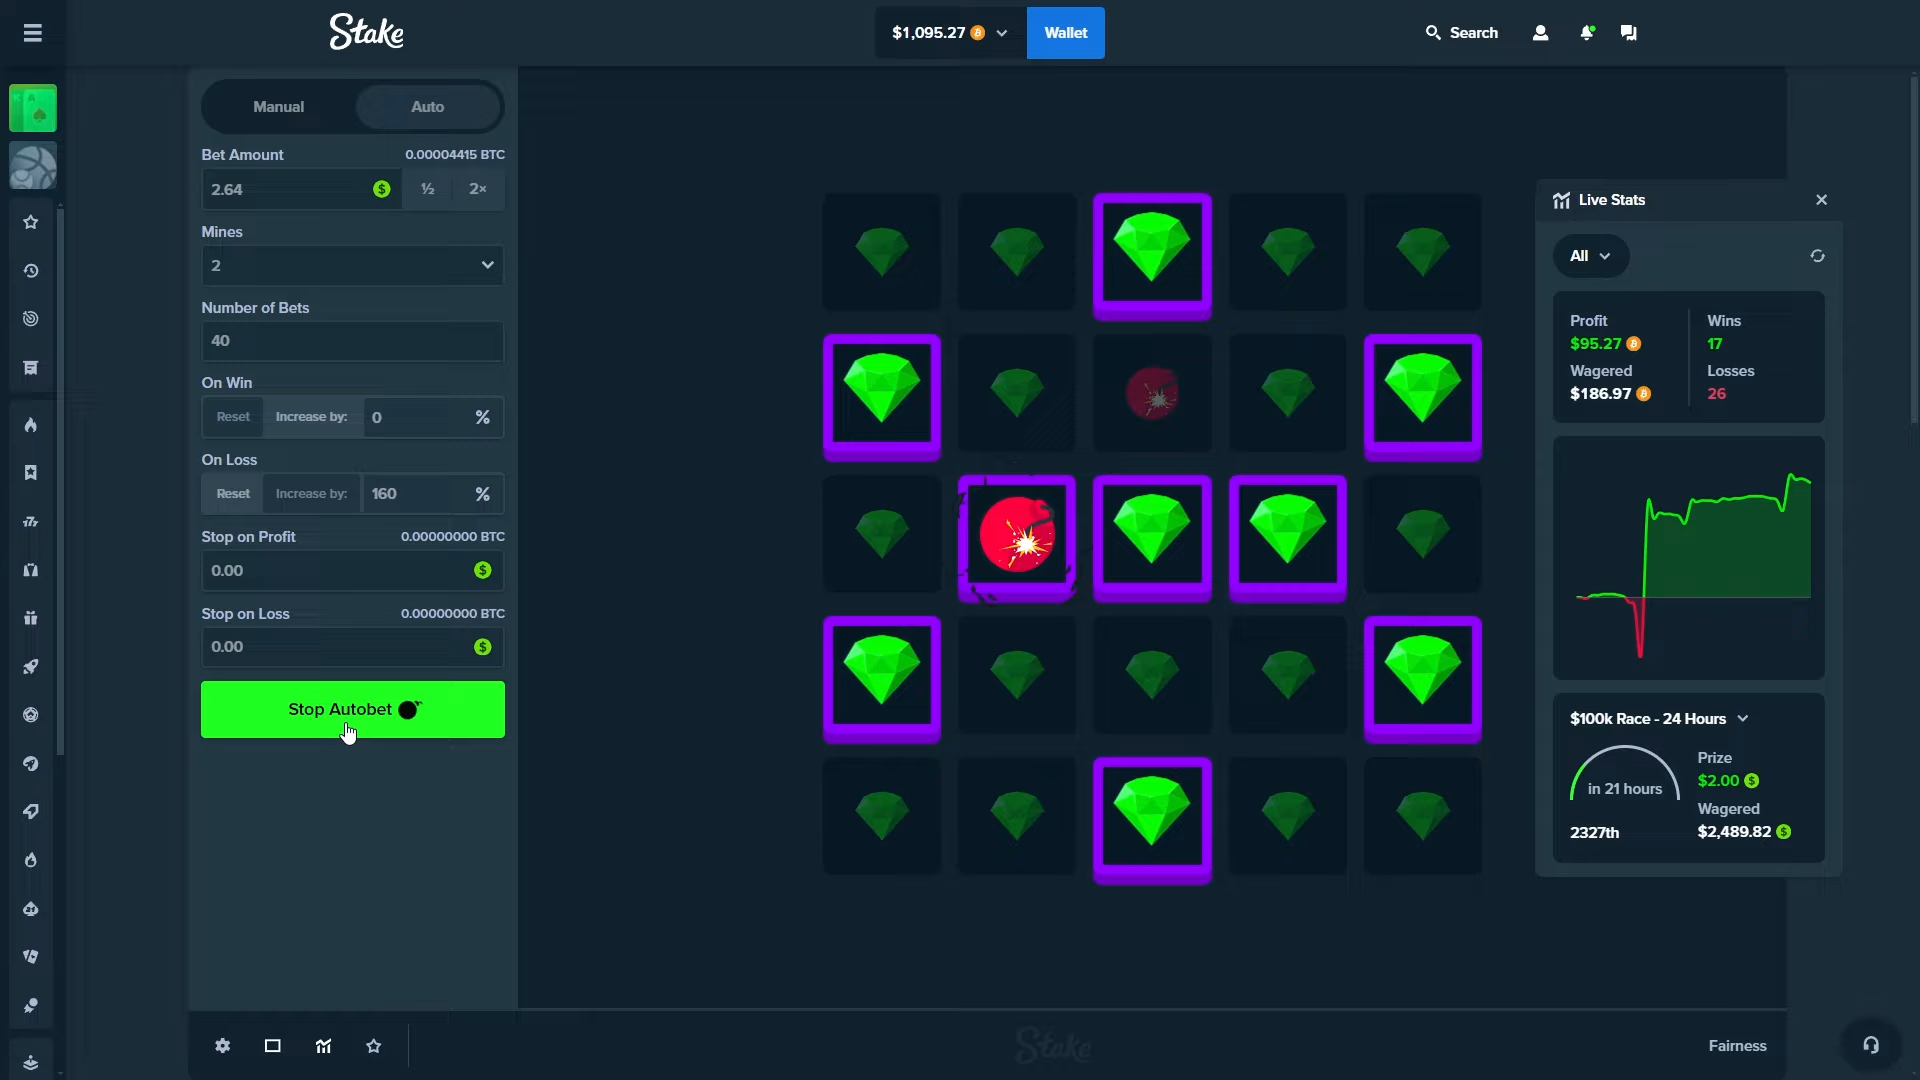 Stake
$1,095.27
Wallet
Search
Manual
Auto
Bet Amount
0.00004415 BTC
2.64
½
2×
Mines
2
Number of Bets
40
On Win
Reset
Increase by:
0
%
On Loss
Reset
Increase by:
160
%
Stop on Profit
0.00000000 BTC
0.00
Stop on Loss
0.00000000 BTC
0.00
Stop Autobet
Live Stats
All
Profit
$95.27
Wins
17
Wagered
$186.97
Losses
26
$100k Race - 24 Hours
in 21 hours
2327th
Prize
$2.00
Wagered
$2,489.82
Stake
Fairness